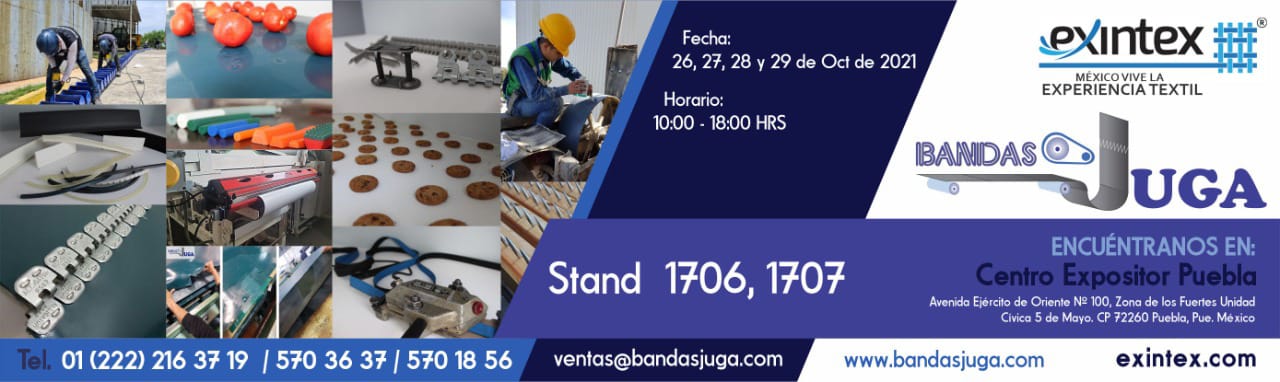 Fecha:
26, 27, 28 y 29 de Oct de 2021
Horario:
10:00 - 18:00 HRS
exintex®
MÉXICO VIVE LA
EXPERIENCIA TEXTIL
BANDAS
JUGA
Stand 1706, 1707
ENCUÉNTRANOS EN:
Centro Expositor Puebla
Avenida Ejército de Oriente Nº 100, Zona de los Fuertes Unidad
Cívica 5 de Mayo. CP 72260 Puebla, Pue. México
JUGA
Tel. 01 (222) 216 37 19 / 570 36 37 / 570 18 56
ventas@bandasjuga.com
www.bandasjuga.com
exintex.com